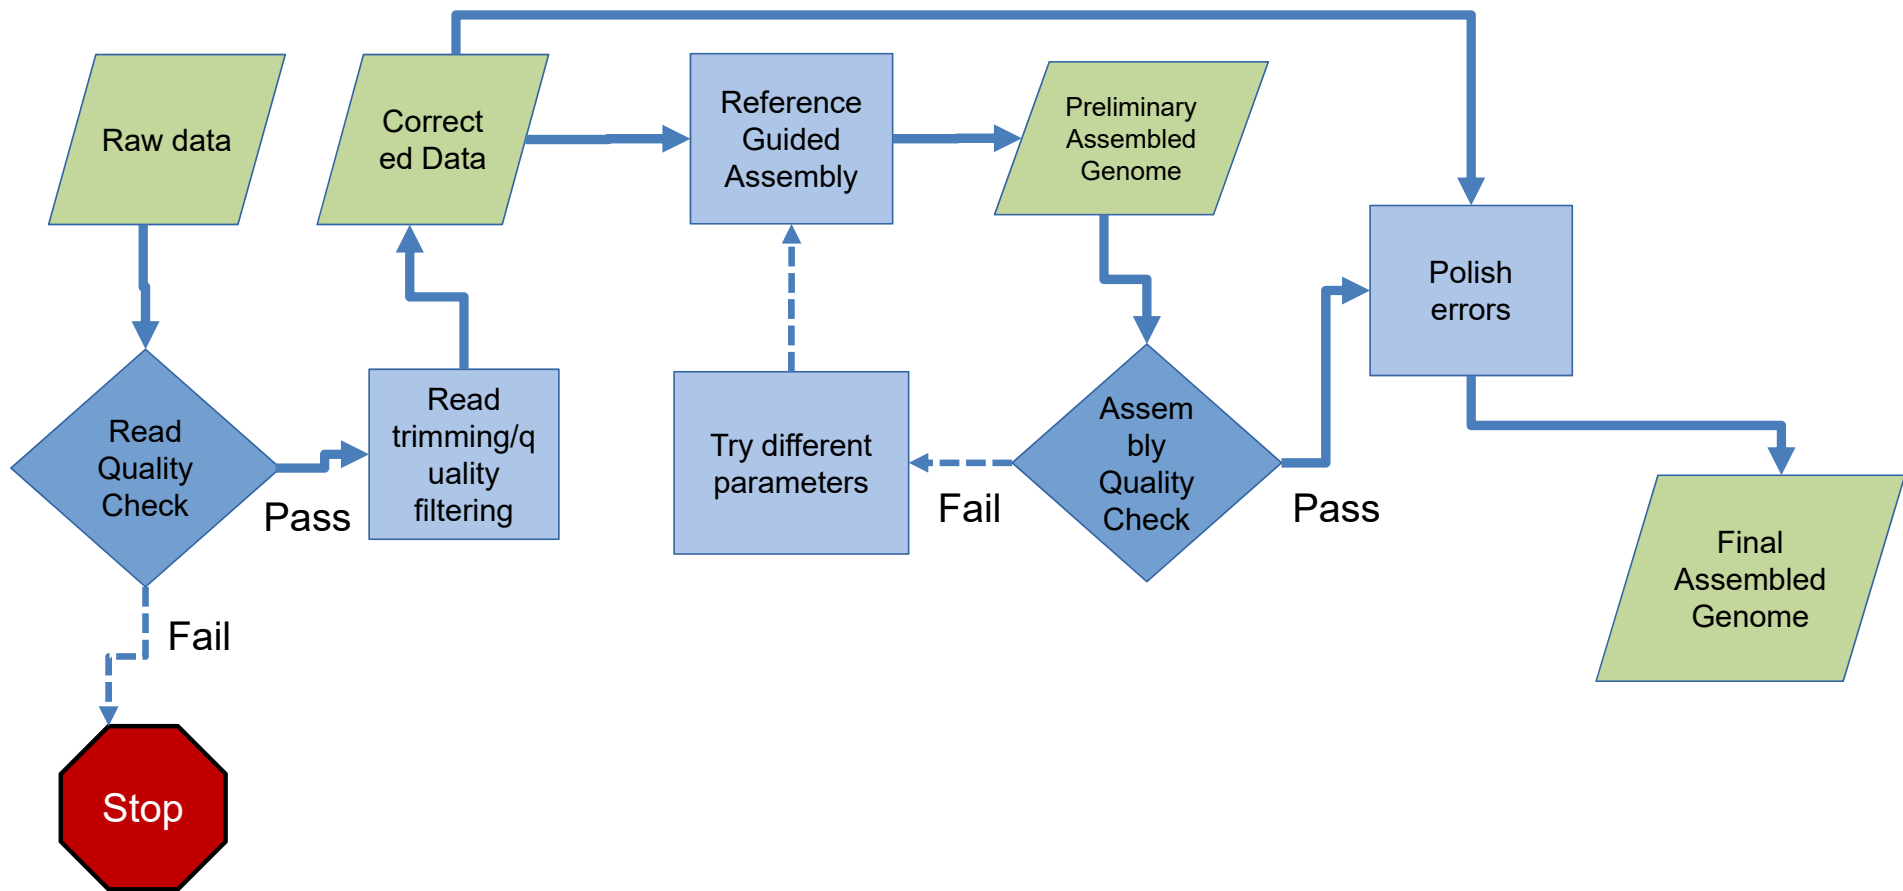 Raw data
Correct
ed Data
Reference
Guided
Assembly
Preliminary
Assembled
Genome
Polish
errors
Read
Quality
Check
Pass
Read
trimming/q
uality
filtering
Try different
parameters
Fail
Assem
bly
Quality
Check
Pass
Final
Assembled
Genome
Fail
Stop